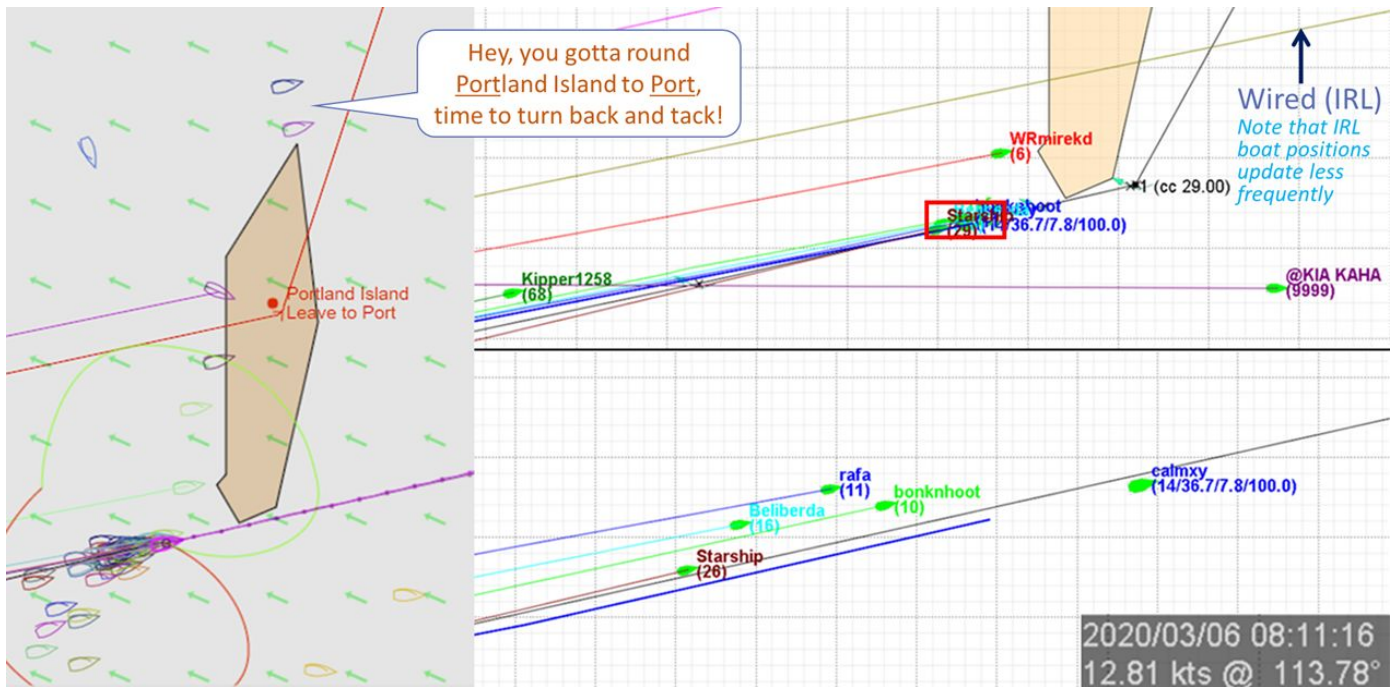 Hey, you gotta round
Portland Island to Port,
time to turn back and tack!
Portland Island
Leave to Port
WRmirekd
(6)
1 (cc 29.00)
Wired (IRL)
Note that IRL
boat positions
update less
frequently
Starship
(29)
/36.7/7.8/100.0)
Kipper1258
(68)
@KIA KAHA
(9999)
rafa
(11)
bonknhoot
(10)
calmxy
(14/36.7/7.8/100.0)
Beliberda
(16)
Starship
(26)
2020/03/06 08:11:16
12.81 kts @ 113.78°